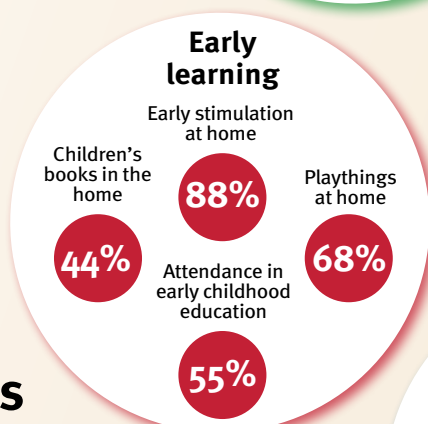 Early
learning
Early stimulation
at home
88%
Children’s
books in the
home
44%
Playthings
at home
68%
Attendance in
early childhood
education
55%
s